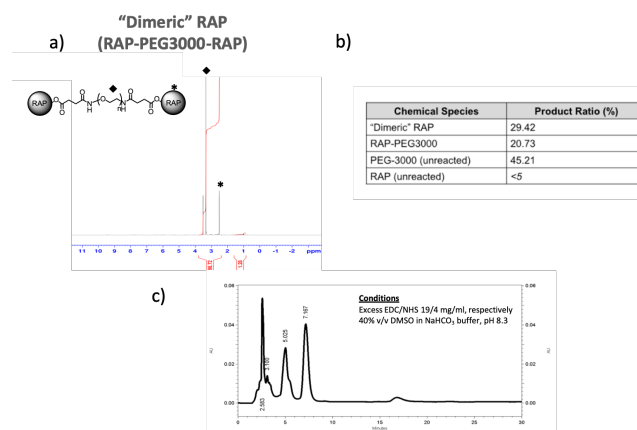 “Dimeric” RAP
(RAP-PEG3000-RAP)
a)
b)
RAP
O
O
N
H
O
nH
N
O
O
RAP
Chemical Species Product Ratio (%)
“Dimeric” RAP 29.42
RAP-PEG3000 20.73
PEG-3000 (unreacted) 45.21
RAP (unreacted) <5
11 10 9 8 7 6 5 4 3 2 1 0 -1 -2 ppm
c)
Conditions
Excess EDC/NHS 19/4 mg/ml, respectively
40% v/v DMSO in NaHCO₃ buffer, pH 8.3
0.06
0.04
0.02
0.00
AU
2.583
3.100
5.025
7.167
0.06
0.04
0.02
0.00
AU
0 5 10 15 20 25 30
Minutes